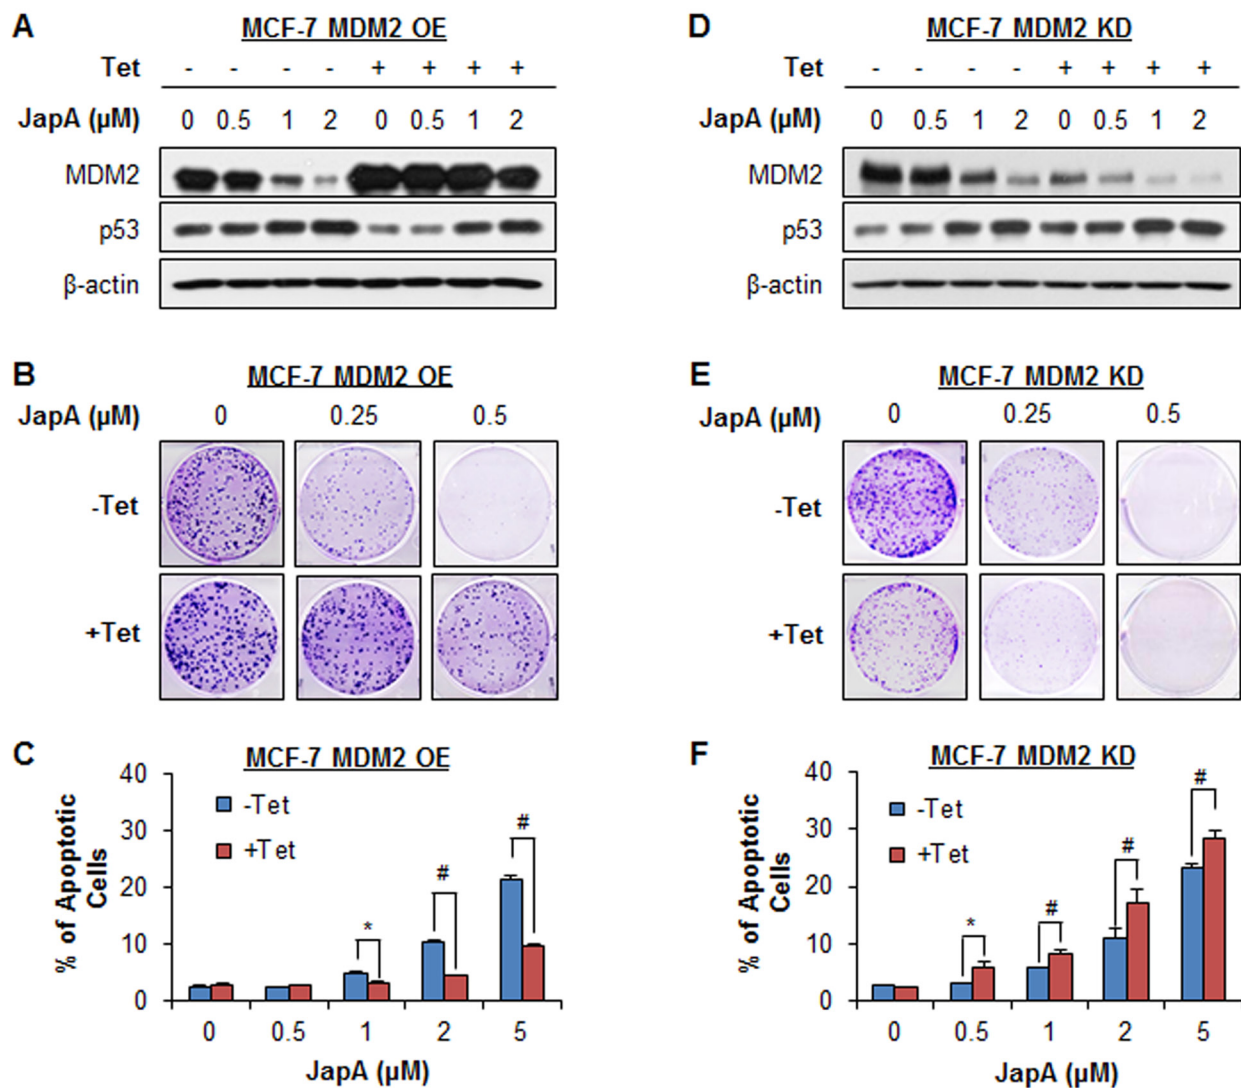 A
MCF-7 MDM2 OE
Tet - - - - + + + +
JapA (µM) 0 0.5 1 2 0 0.5 1 2
MDM2
p53
β-actin
B
MCF-7 MDM2 OE
JapA (µM) 0 0.25 0.5
-Tet
+Tet
C
MCF-7 MDM2 OE
% of Apoptotic
Cells
40
30
20
10
0
-Tet
+Tet
* # #
0 0.5 1 2 5
JapA (µM)
D
MCF-7 MDM2 KD
Tet - - - - + + + +
JapA (µM) 0 0.5 1 2 0 0.5 1 2
MDM2
p53
β-actin
E
MCF-7 MDM2 KD
JapA (µM) 0 0.25 0.5
-Tet
+Tet
F
MCF-7 MDM2 KD
% of Apoptotic
Cells
40
30
20
10
0
-Tet
+Tet
* # # #
0 0.5 1 2 5
JapA (µM)